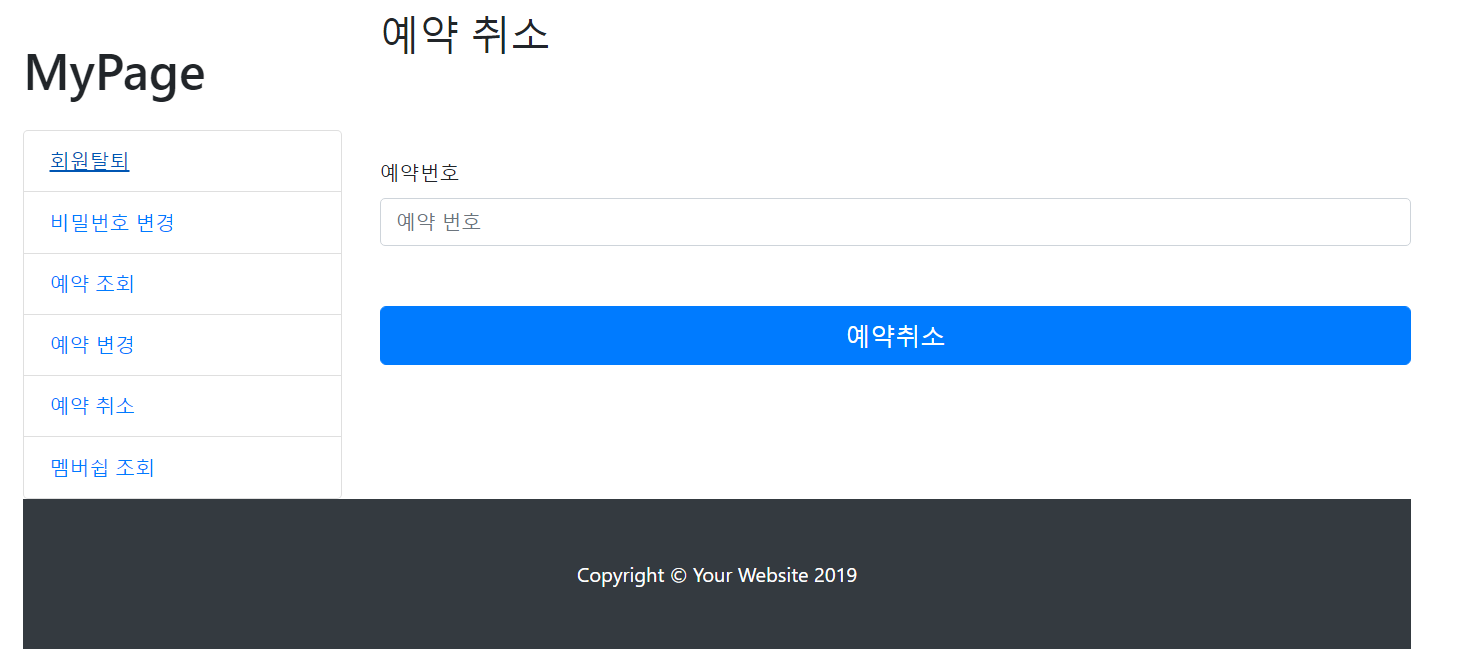 MyPage
회원탈퇴
비밀번호 변경
예약 조회
예약 변경
예약 취소
멤버쉽 조회
예약 취소
예약번호
예약 번호
예약취소
Copyright © Your Website 2019